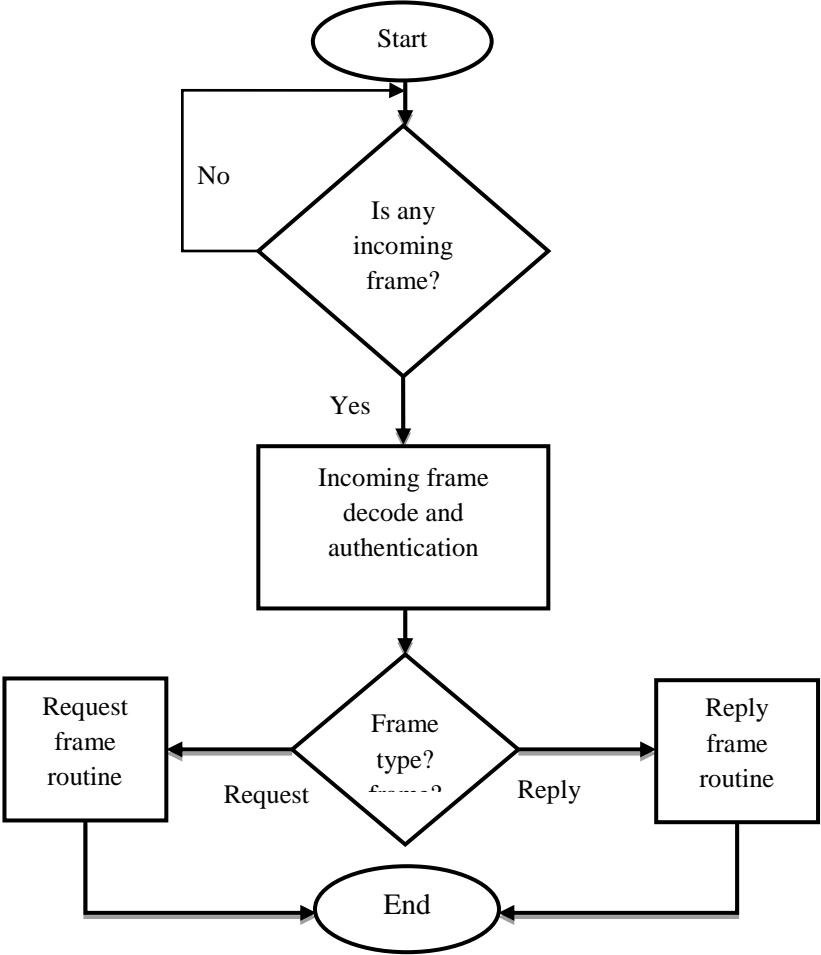 Start
No
Is any
incoming
frame?
Yes
Incoming frame
decode and
authentication
Request
frame
routine
Frame
type?
frame?
Reply
frame
routine
Request
Reply
End